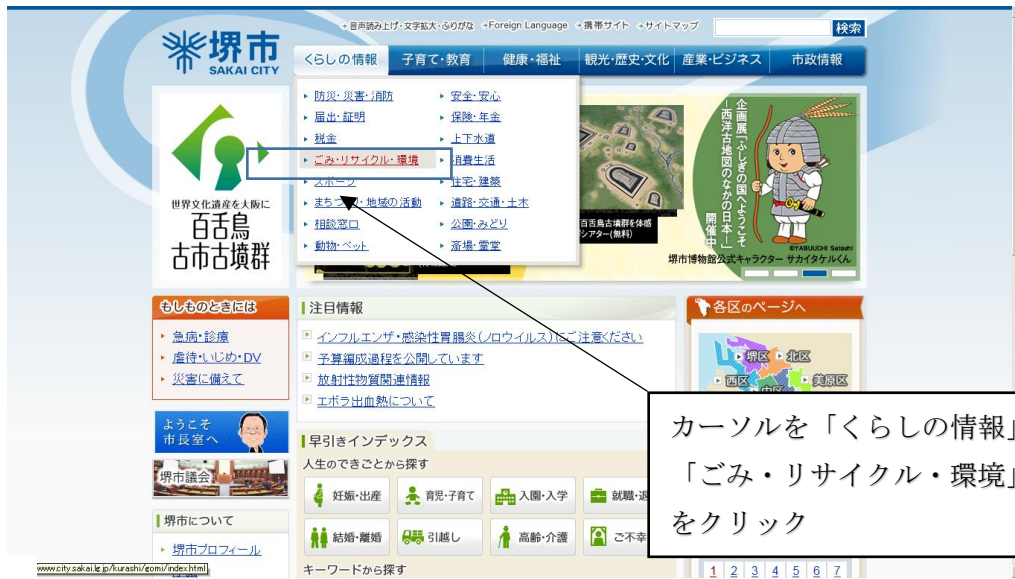 音声読み上げ・文字拡大・ふりがな Foreign Language 携帯サイト サイトマップ 検索
堺市
SAKAI CITY
くらしの情報 子育て・教育 健康・福祉 観光・歴史・文化 産業・ビジネス 市政情報
防災・災害・消防 安全・安心
届出・証明 保険・年金
税金 上下水道
ごみ・リサイクル・環境 消費生活
スポーツ 住宅・建築
まちづ 地域の活動 道路・交通・土木
相談窓口 公園・みどり
動物・ペット 斎場・霊堂
世界文化遺産を大阪に
百舌鳥
古市古墳群
百舌鳥古墳群を体感
シアター(無料)
企画展「ふしぎの国へようこそ
―西洋古地図のなかの日本―」
開催中
©YABUUCHI Satoshi
堺市博物館公式キャラクター サカイタケルくん
もしものときには
急病・診療
虐待・いじめ・DV
災害に備えて
ようこそ
市長室へ
堺市議会
堺市について
堺市プロフィール
注目情報
インフルエンザ・感染性胃腸炎(ノロウイルス)にご注意ください
予算編成過程を公開しています
放射性物質関連情報
エボラ出血熱について
早引きインデックス
人生のできごとから探す
妊娠・出産 育児・子育て 入園・入学 就職・退
結婚・離婚 引越し 高齢・介護 ご不幸
キーワードから探す
各区のページへ
堺区 北区
西区 中区 美原区
カーソルを「くらしの情報」
「ごみ・リサイクル・環境」
をクリック
1 2 3 4 5 6 7
www.city.sakai.lg.jp/kurashi/gomi/index.html